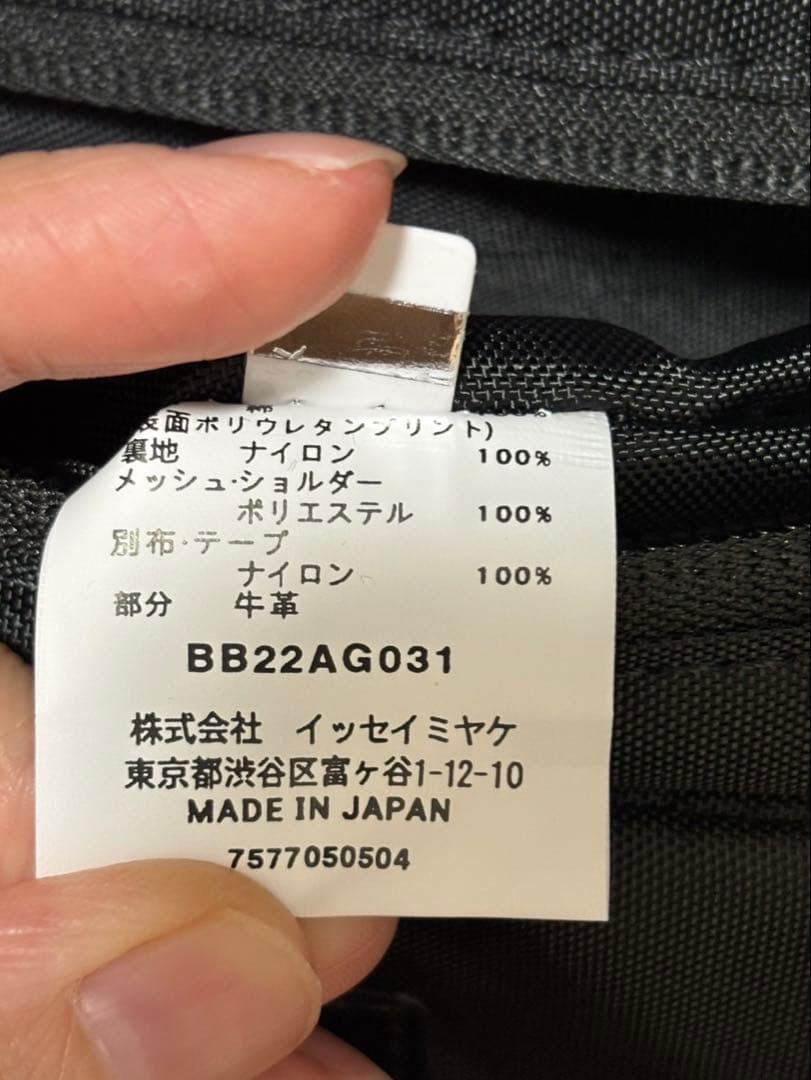 表面ポリウレタンプリント)
裏地 ナイロン 100%
メッシュ・ショルダー
ポリエステル 100%
別布・テープ
ナイロン 100%
部分 牛革
BB22AG031
株式会社 イッセイミヤケ
東京都渋谷区富ヶ谷1-12-10
MADE IN JAPAN
7577050504